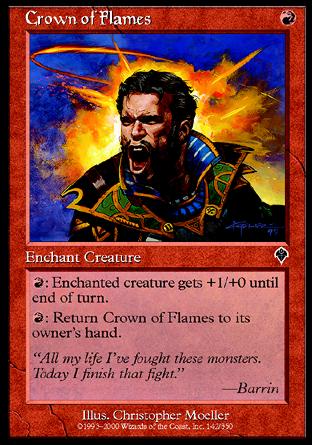 Crown of Flames
Enchant Creature
: Enchanted creature gets +1/+0 until
end of turn.
: Return Crown of Flames to its
owner's hand.
"All my life I've fought these monsters.
Today I finish that fight."
—Barrin
Illus. Christopher Moeller
©1993-2000 Wizards of the Coast, Inc. 142/350